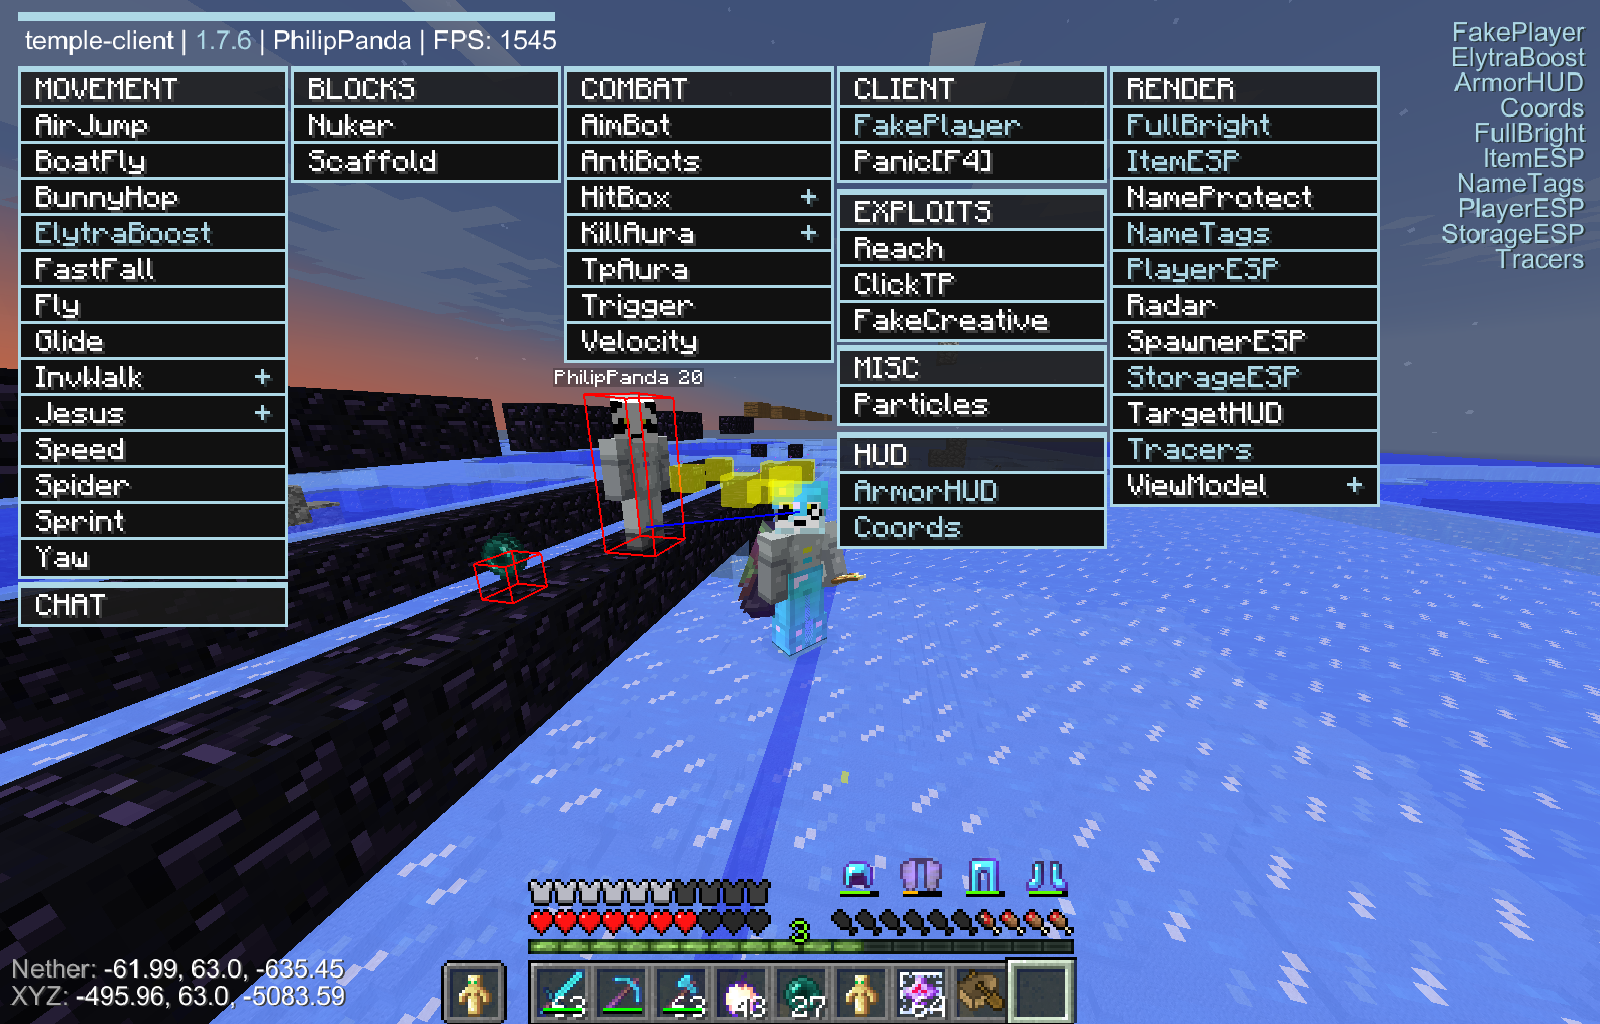 temple-client | 1.7.6 | PhilipPanda | FPS: 1545
MOVEMENT
AirJump
BoatFly
BunnyHop
ElytraBoost
FastFall
Fly
Glide
InvWalk +
Jesus +
Speed
Spider
Sprint
Yaw
CHAT
BLOCKS
Nuker
Scaffold
COMBAT
AimBot
AntiBots
HitBox +
KillAura +
TpAura
Trigger
Velocity
CLIENT
FakePlayer
Panic[F4]
EXPLOITS
Reach
ClickTP
FakeCreative
MISC
Particles
HUD
ArmorHUD
Coords
RENDER
FullBright
ItemESP
NameProtect
NameTags
PlayerESP
Radar
SpawnerESP
StorageESP
TargetHUD
Tracers
ViewModel +
FakePlayer
ElytraBoost
ArmorHUD
Coords
FullBright
ItemESP
NameTags
PlayerESP
StorageESP
Tracers
PhilipPanda 20
3
Nether: -61.99, 63.0, -635.45
XYZ: -495.96, 63.0, -5083.59
27
64